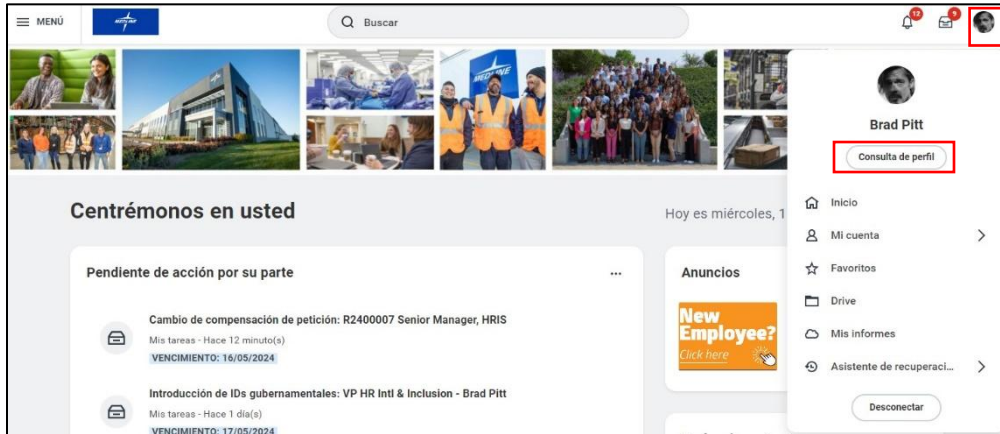 MENÚ
MEDLINE
Buscar
12
9
MEDLINE
Brad Pitt
Consulta de perfil
Inicio
Mi cuenta
Favoritos
Drive
Mis informes
Asistente de recuperaci...
Desconectar
Centrémonos en usted
Hoy es miércoles, 1
Pendiente de acción por su parte
Cambio de compensación de petición: R2400007 Senior Manager, HRIS
Mis tareas - Hace 12 minuto(s)
VENCIMIENTO: 16/05/2024
Introducción de IDs gubernamentales: VP HR Intl & Inclusion - Brad Pitt
Mis tareas - Hace 1 día(s)
VENCIMIENTO: 17/05/2024
Anuncios
New
Employee?
Click here